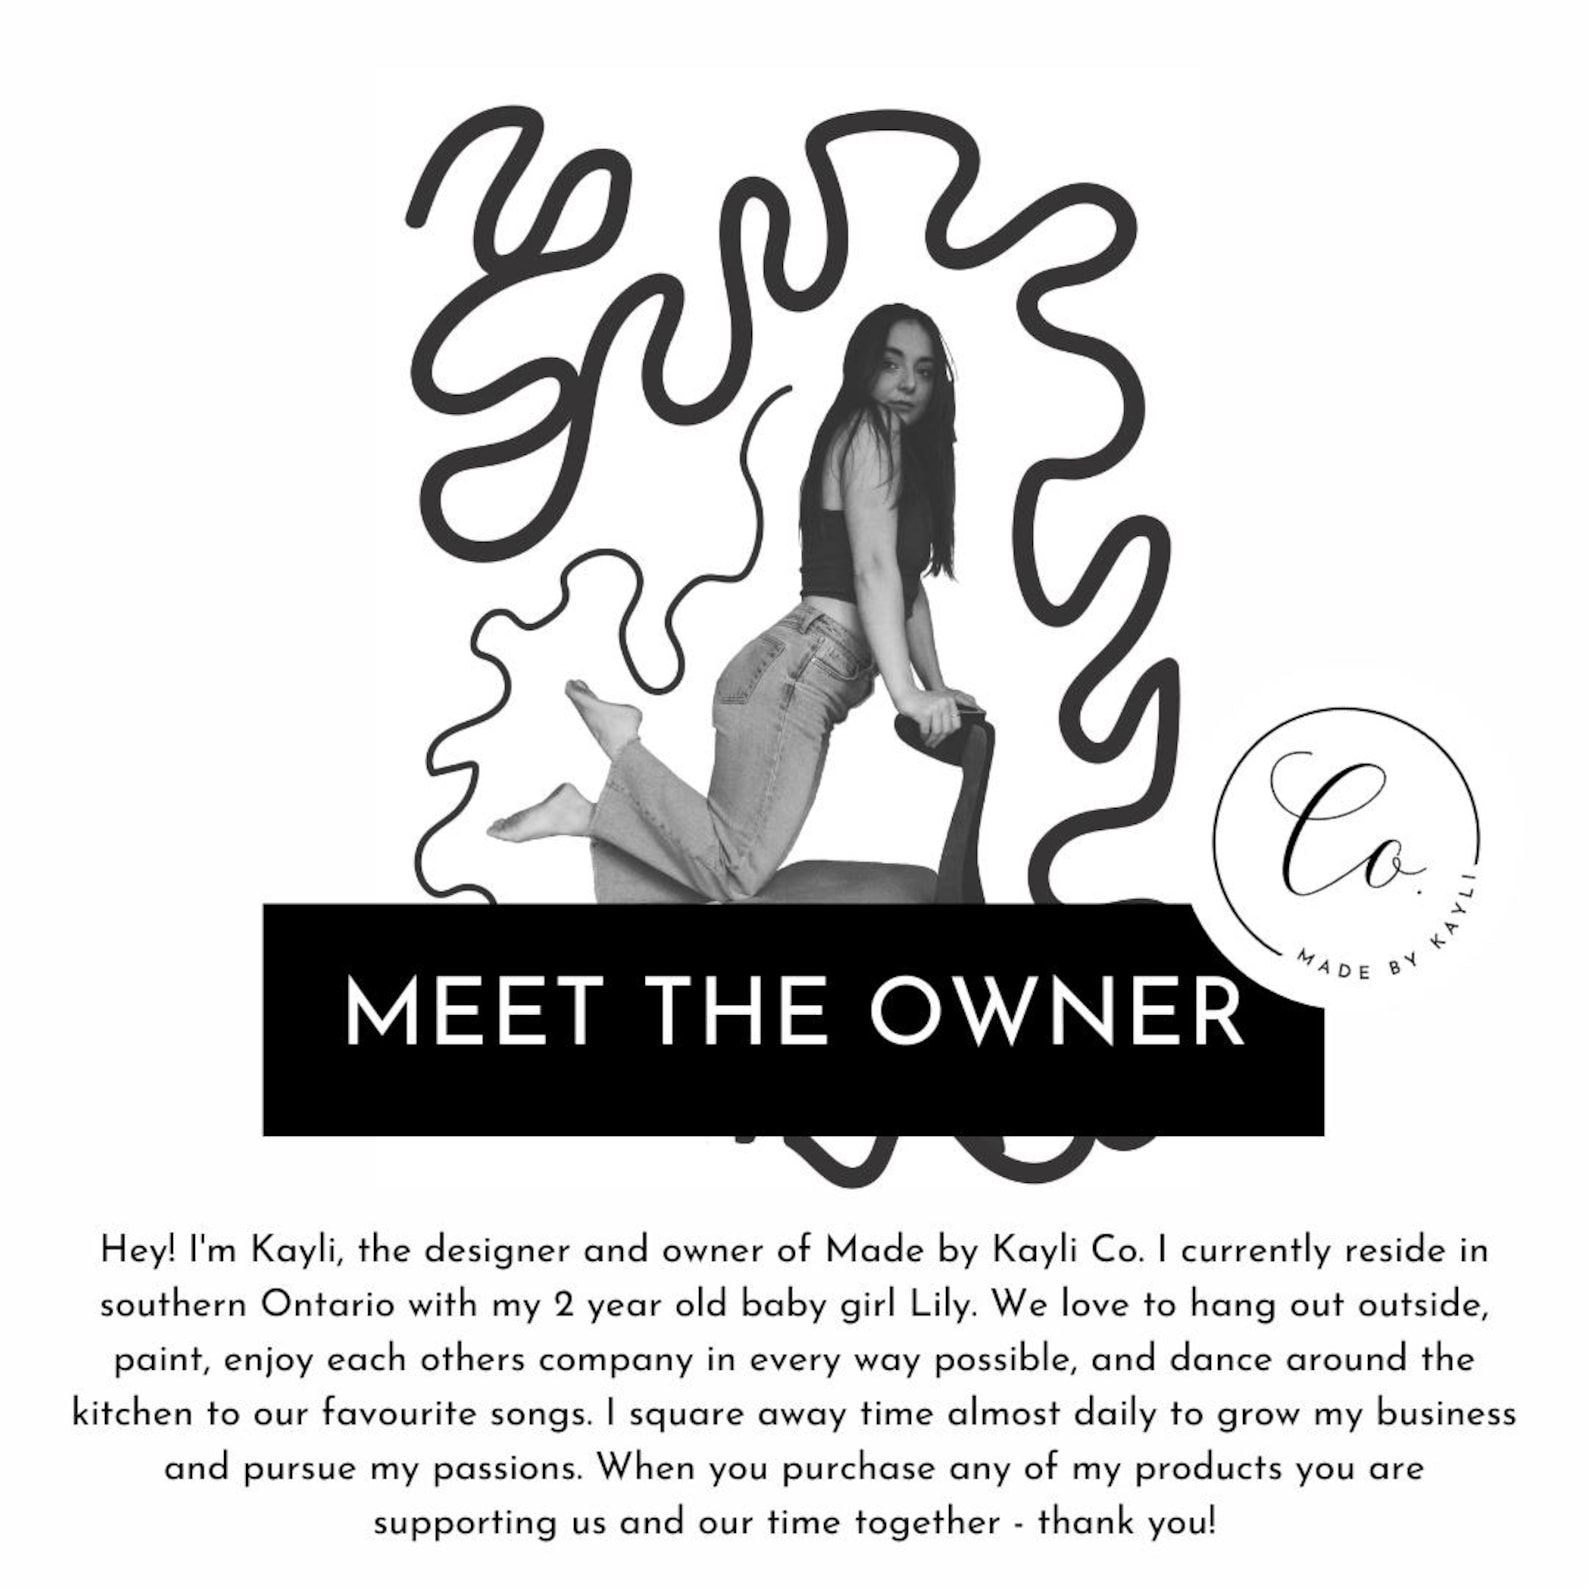 Co.
MADE BY KAYLI
MEET THE OWNER
Hey! I'm Kayli, the designer and owner of Made by Kayli Co. I currently reside in
southern Ontario with my 2 year old baby girl Lily. We love to hang out outside,
paint, enjoy each others company in every way possible, and dance around the
kitchen to our favourite songs. I square away time almost daily to grow my business
and pursue my passions. When you purchase any of my products you are
supporting us and our time together - thank you!